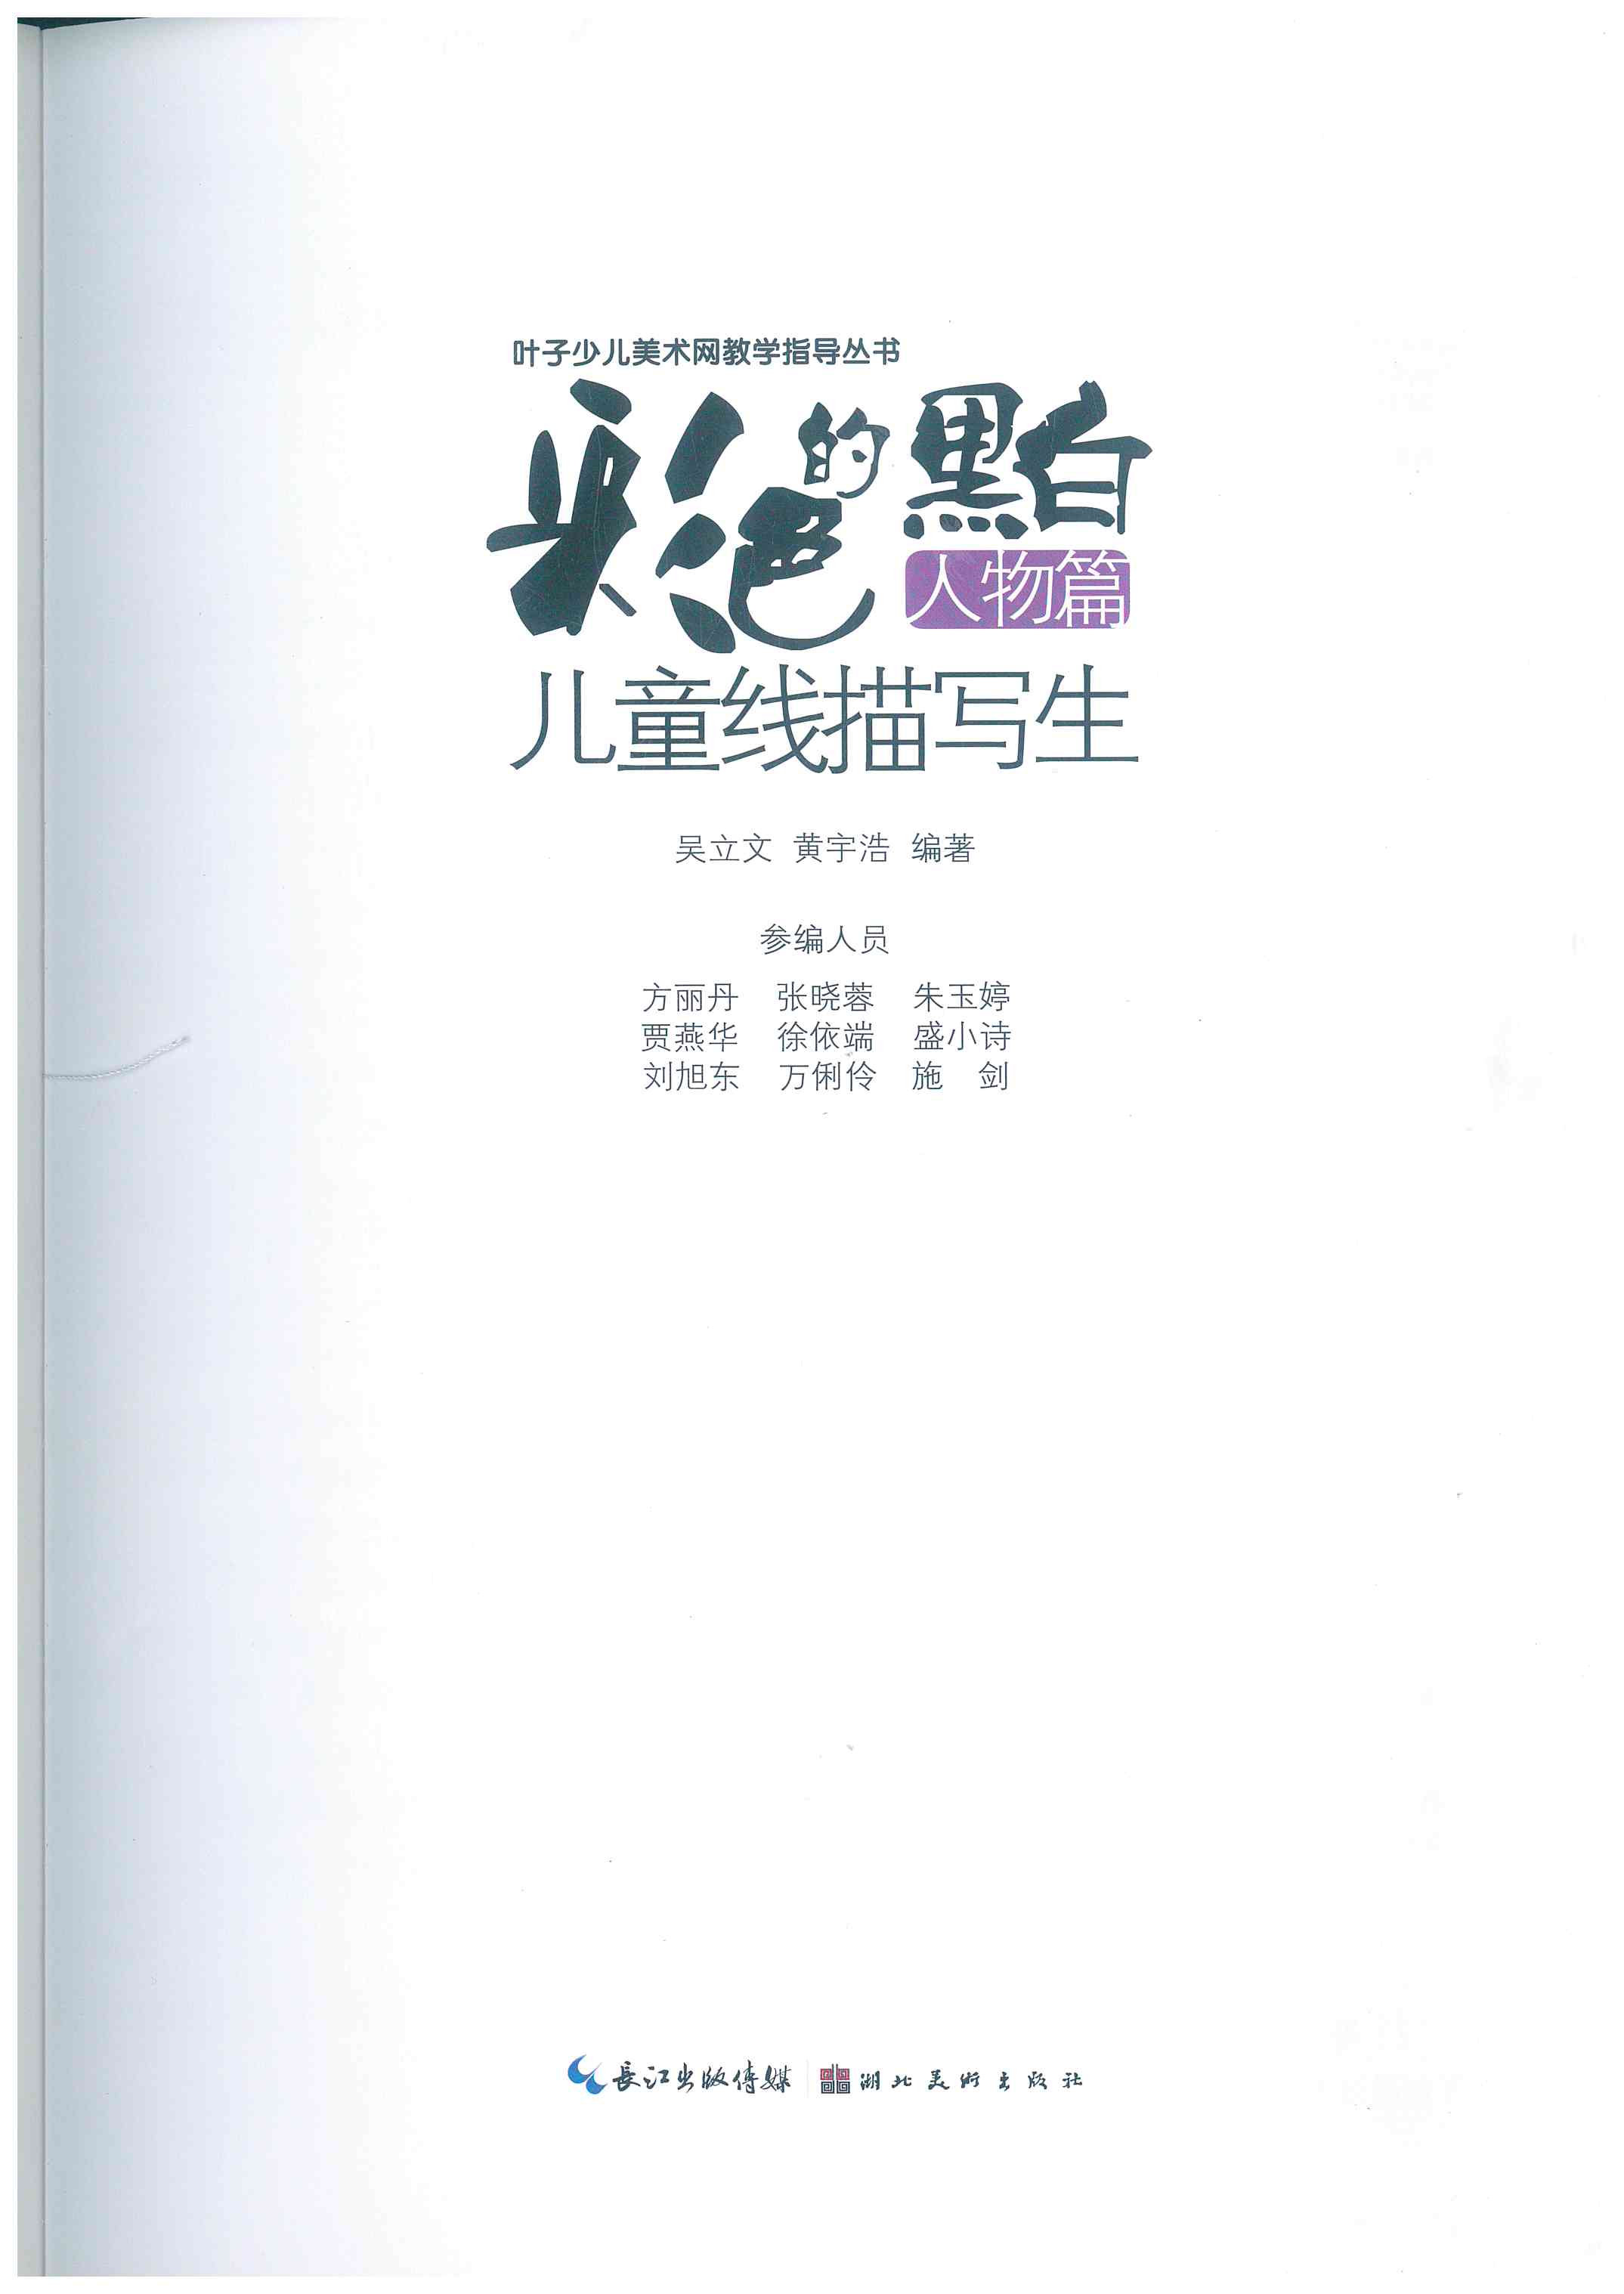 叶子少儿美术网教学指导丛书
彩色的黑白
人物篇
儿童线描写生
吴立文 黄宇浩 编著
参编人员
方丽丹 张晓蓉 朱玉婷
贾燕华 徐依端 盛小诗
刘旭东 万俐伶 施 剑
長江出版传媒 湖北美術出版社